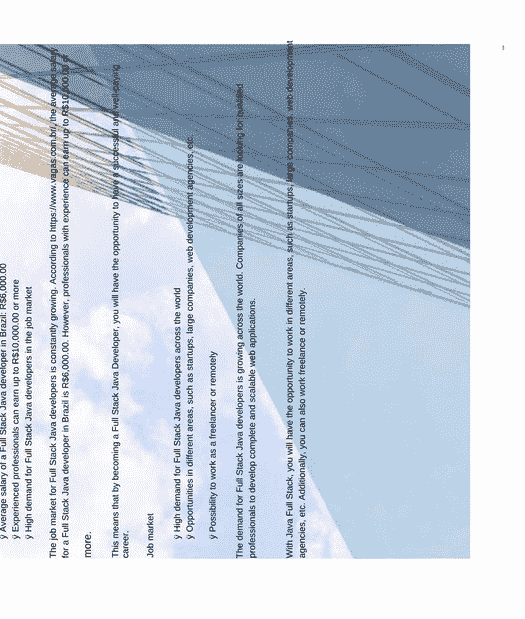 ÿ Average salary of a Full Stack Java developer in Brazil: R$6,000.00
ÿ Experienced professionals can earn up to R$10,000.00 or more
ÿ High demand for Full Stack Java developers in the job market
The job market for Full Stack Java developers is constantly growing. According to https://www.vagas.com.br/, the average salary
for a Full Stack Java developer in Brazil is R$6,000.00. However, professionals with experience can earn up to R$10,000.00 or
more.
This means that by becoming a Full Stack Java Developer, you will have the opportunity to have a successful and well-paying
career.
Job market
ÿ High demand for Full Stack Java developers across the world
ÿ Opportunities in different areas, such as startups, large companies, web development agencies, etc.
ÿ Possibility to work as a freelancer or remotely
The demand for Full Stack Java developers is growing across the world. Companies of all sizes are looking for qualified
professionals to develop complete and scalable web applications.
With Java Full Stack, you will have the opportunity to work in different areas, such as startups, large companies, web development
agencies, etc. Additionally, you can also work freelance or remotely.